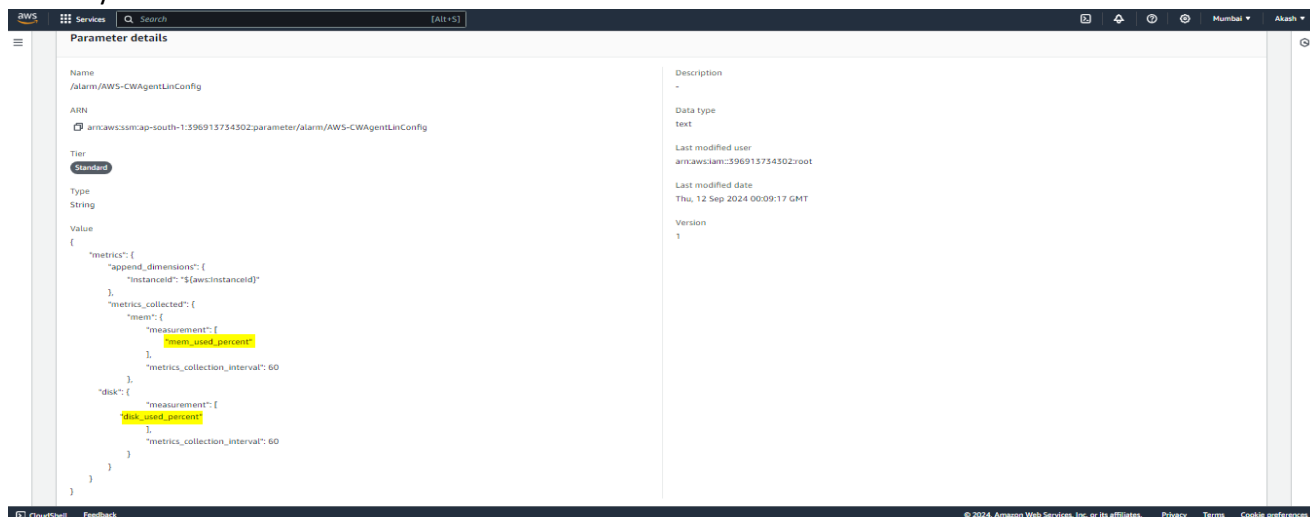 aws Services Search [Alt+S] Mumbai Akash
Parameter details
Name
/alarm/AWS-CWAgentLinConfig
ARN
arn:aws:ssm:ap-south-1:396913734302:parameter/alarm/AWS-CWAgentLinConfig
Tier
Standard
Type
String
Value
{
"metrics": {
"append_dimensions": {
"InstanceId": "${aws:InstanceId}"
},
"metrics_collected": {
"mem": {
"measurement": [
"mem_used_percent"
],
"metrics_collection_interval": 60
},
"disk": {
"measurement": [
"disk_used_percent"
],
"metrics_collection_interval": 60
}
}
}
}
Description
-
Data type
text
Last modified user
arn:aws:iam::396913734302:root
Last modified date
Thu, 12 Sep 2024 00:09:17 GMT
Version
1
CloudShell Feedback © 2024, Amazon Web Services, Inc. or its affiliates. Privacy Terms Cookie preferences